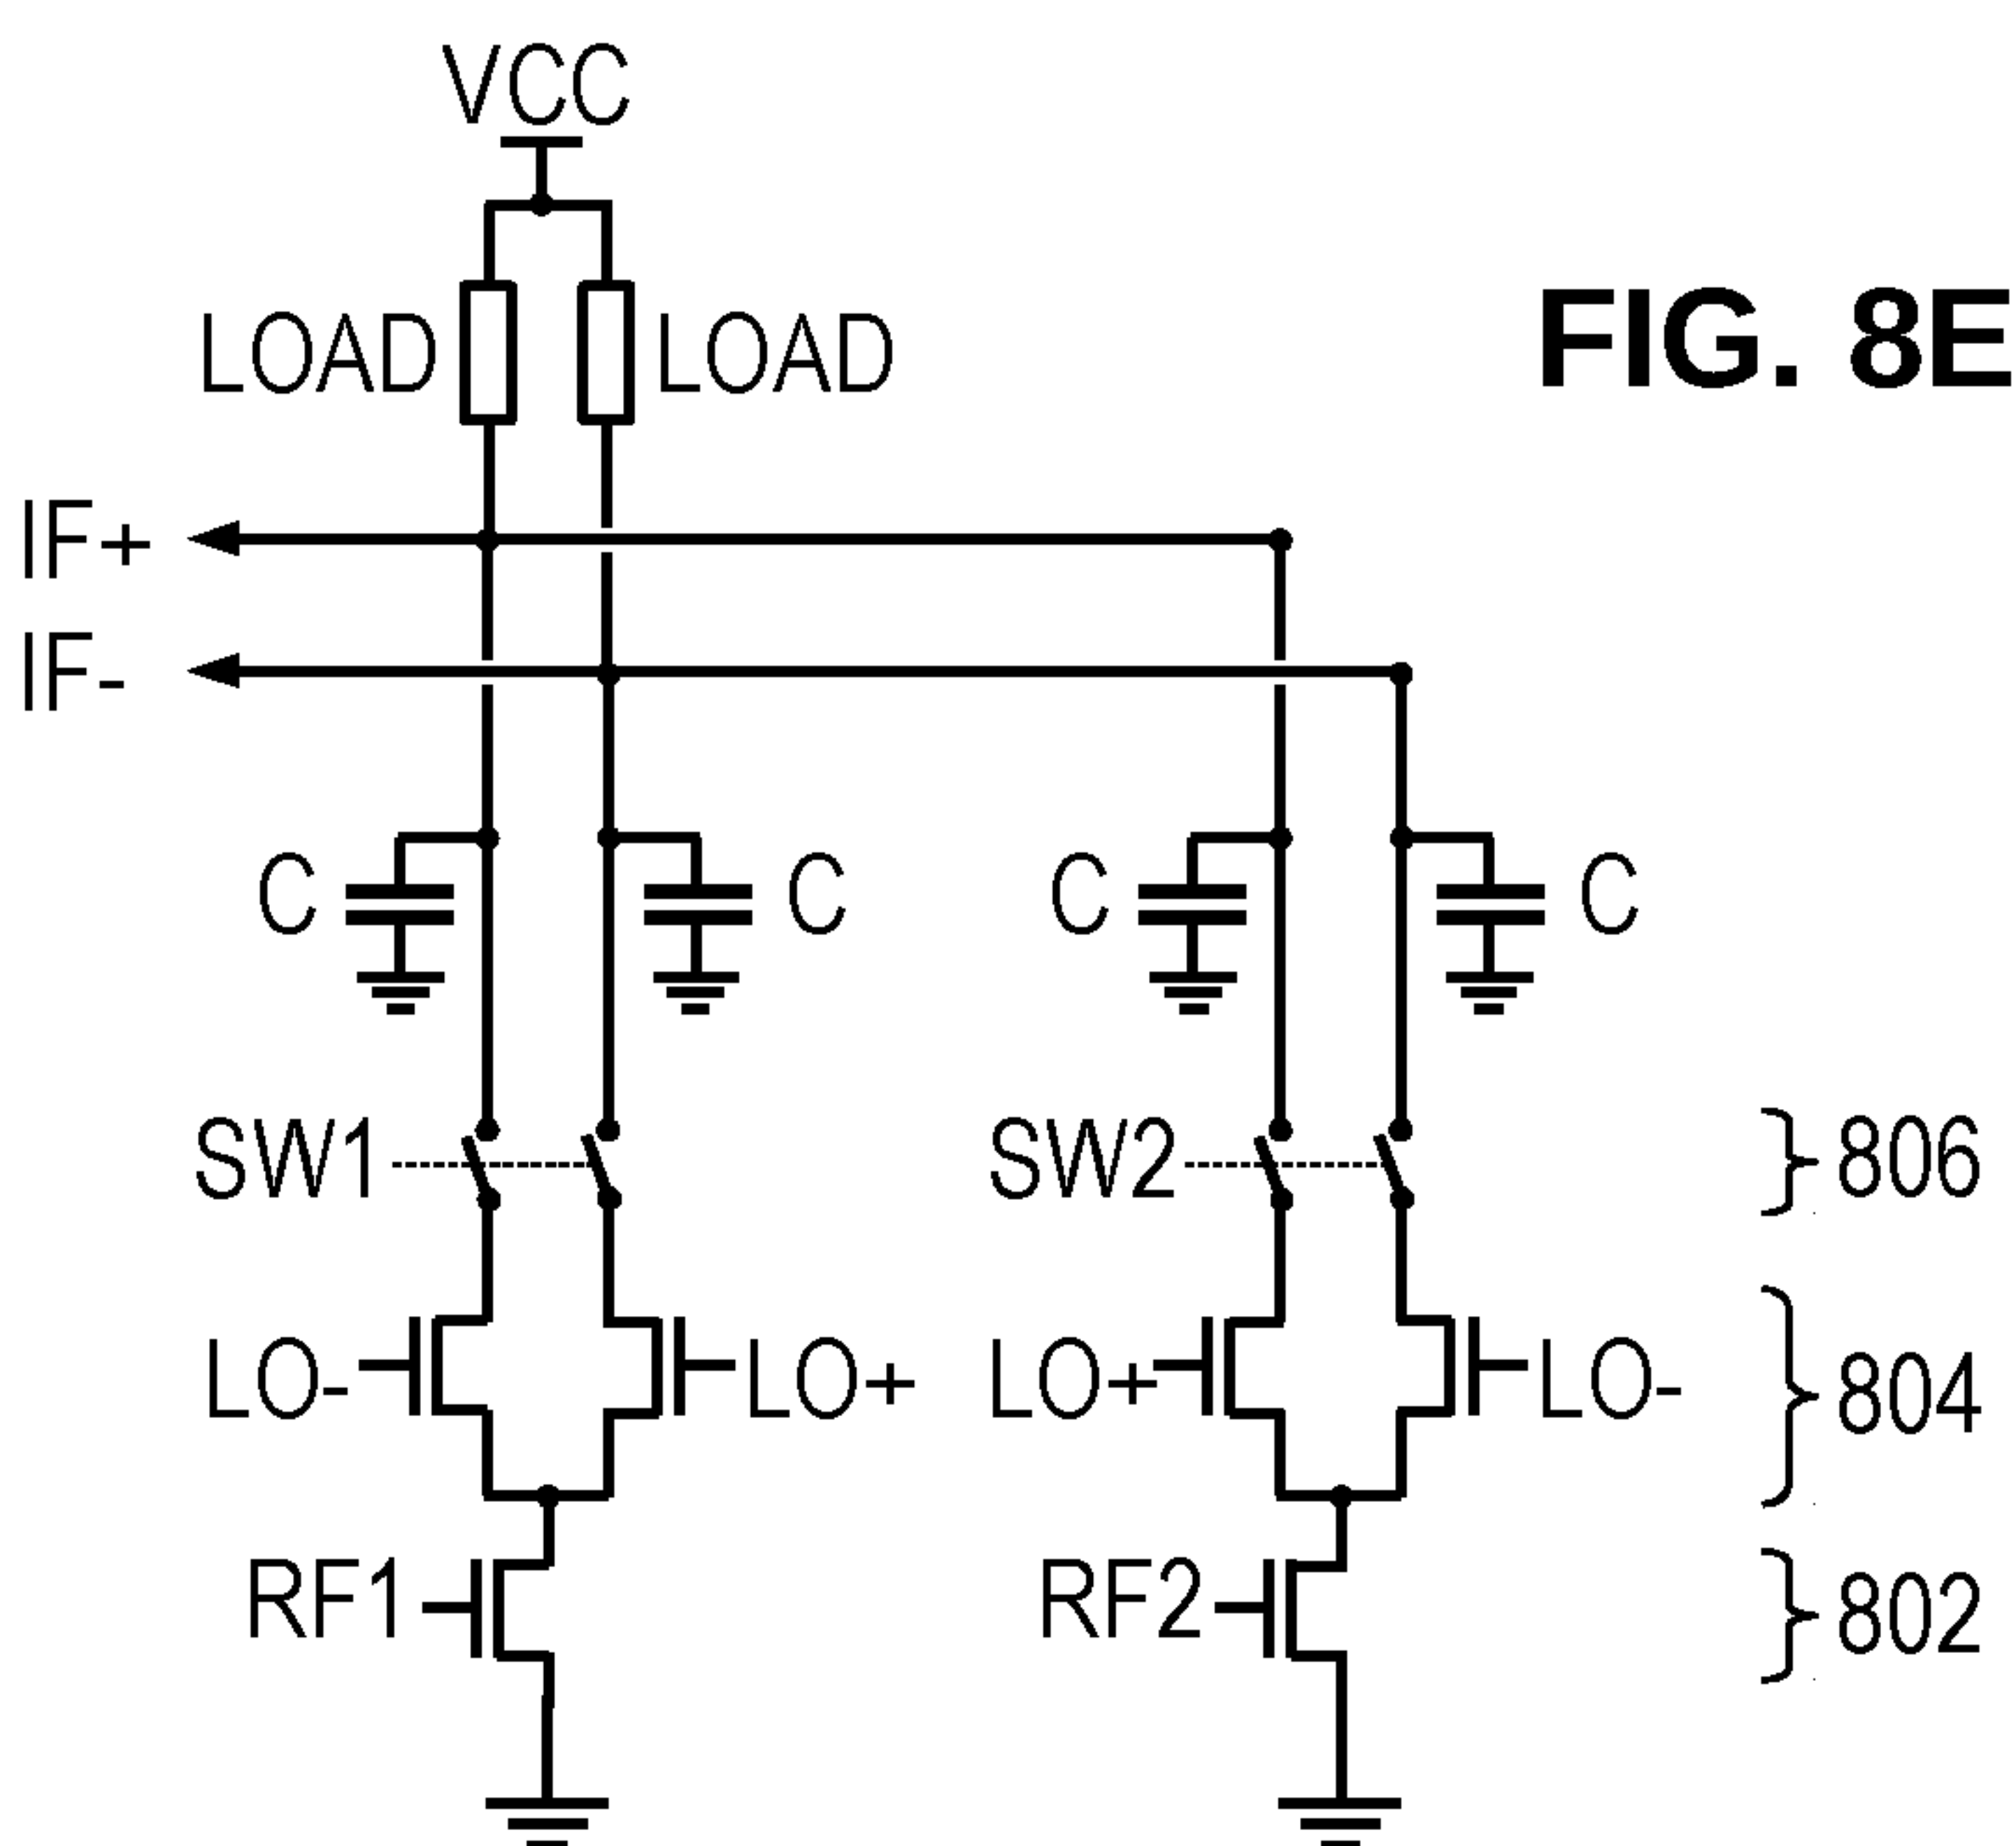 VCC
LOAD LOAD
FIG. 8E
IF+
IF-
C C C C
SW1 SW2 806
LO- LO+ LO+ LO- 804
RF1 RF2 802